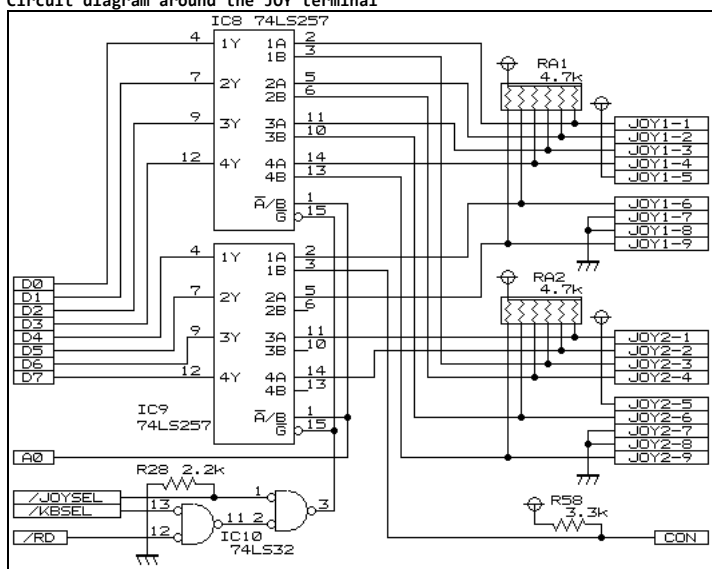 Circuit diagram around the JOY terminal
IC8 74LS257
4 1Y 1A 2
1B 3
7 2Y 2A 5
2B 6
9 3Y 3A 11
3B 10
12 4Y 4A 14
4B 13
A/B 1
G 15
RA1
4.7k
JOY1-1
JOY1-2
JOY1-3
JOY1-4
JOY1-5
JOY1-6
JOY1-7
JOY1-8
JOY1-9
4 1Y 1A 2
1B 3
7 2Y 2A 5
2B 6
9 3Y 3A 11
3B 10
12 4Y 4A 14
4B 13
A/B 1
G 15
IC9
74LS257
D0
D1
D2
D3
D4
D5
D6
D7
RA2
4.7k
JOY2-1
JOY2-2
JOY2-3
JOY2-4
JOY2-5
JOY2-6
JOY2-7
JOY2-8
JOY2-9
A0
R28 2.2k
/JOYSEL
/KBSEL
/RD
1
13
11 2
3
12
IC10
74LS32
R58
3.3k
CON